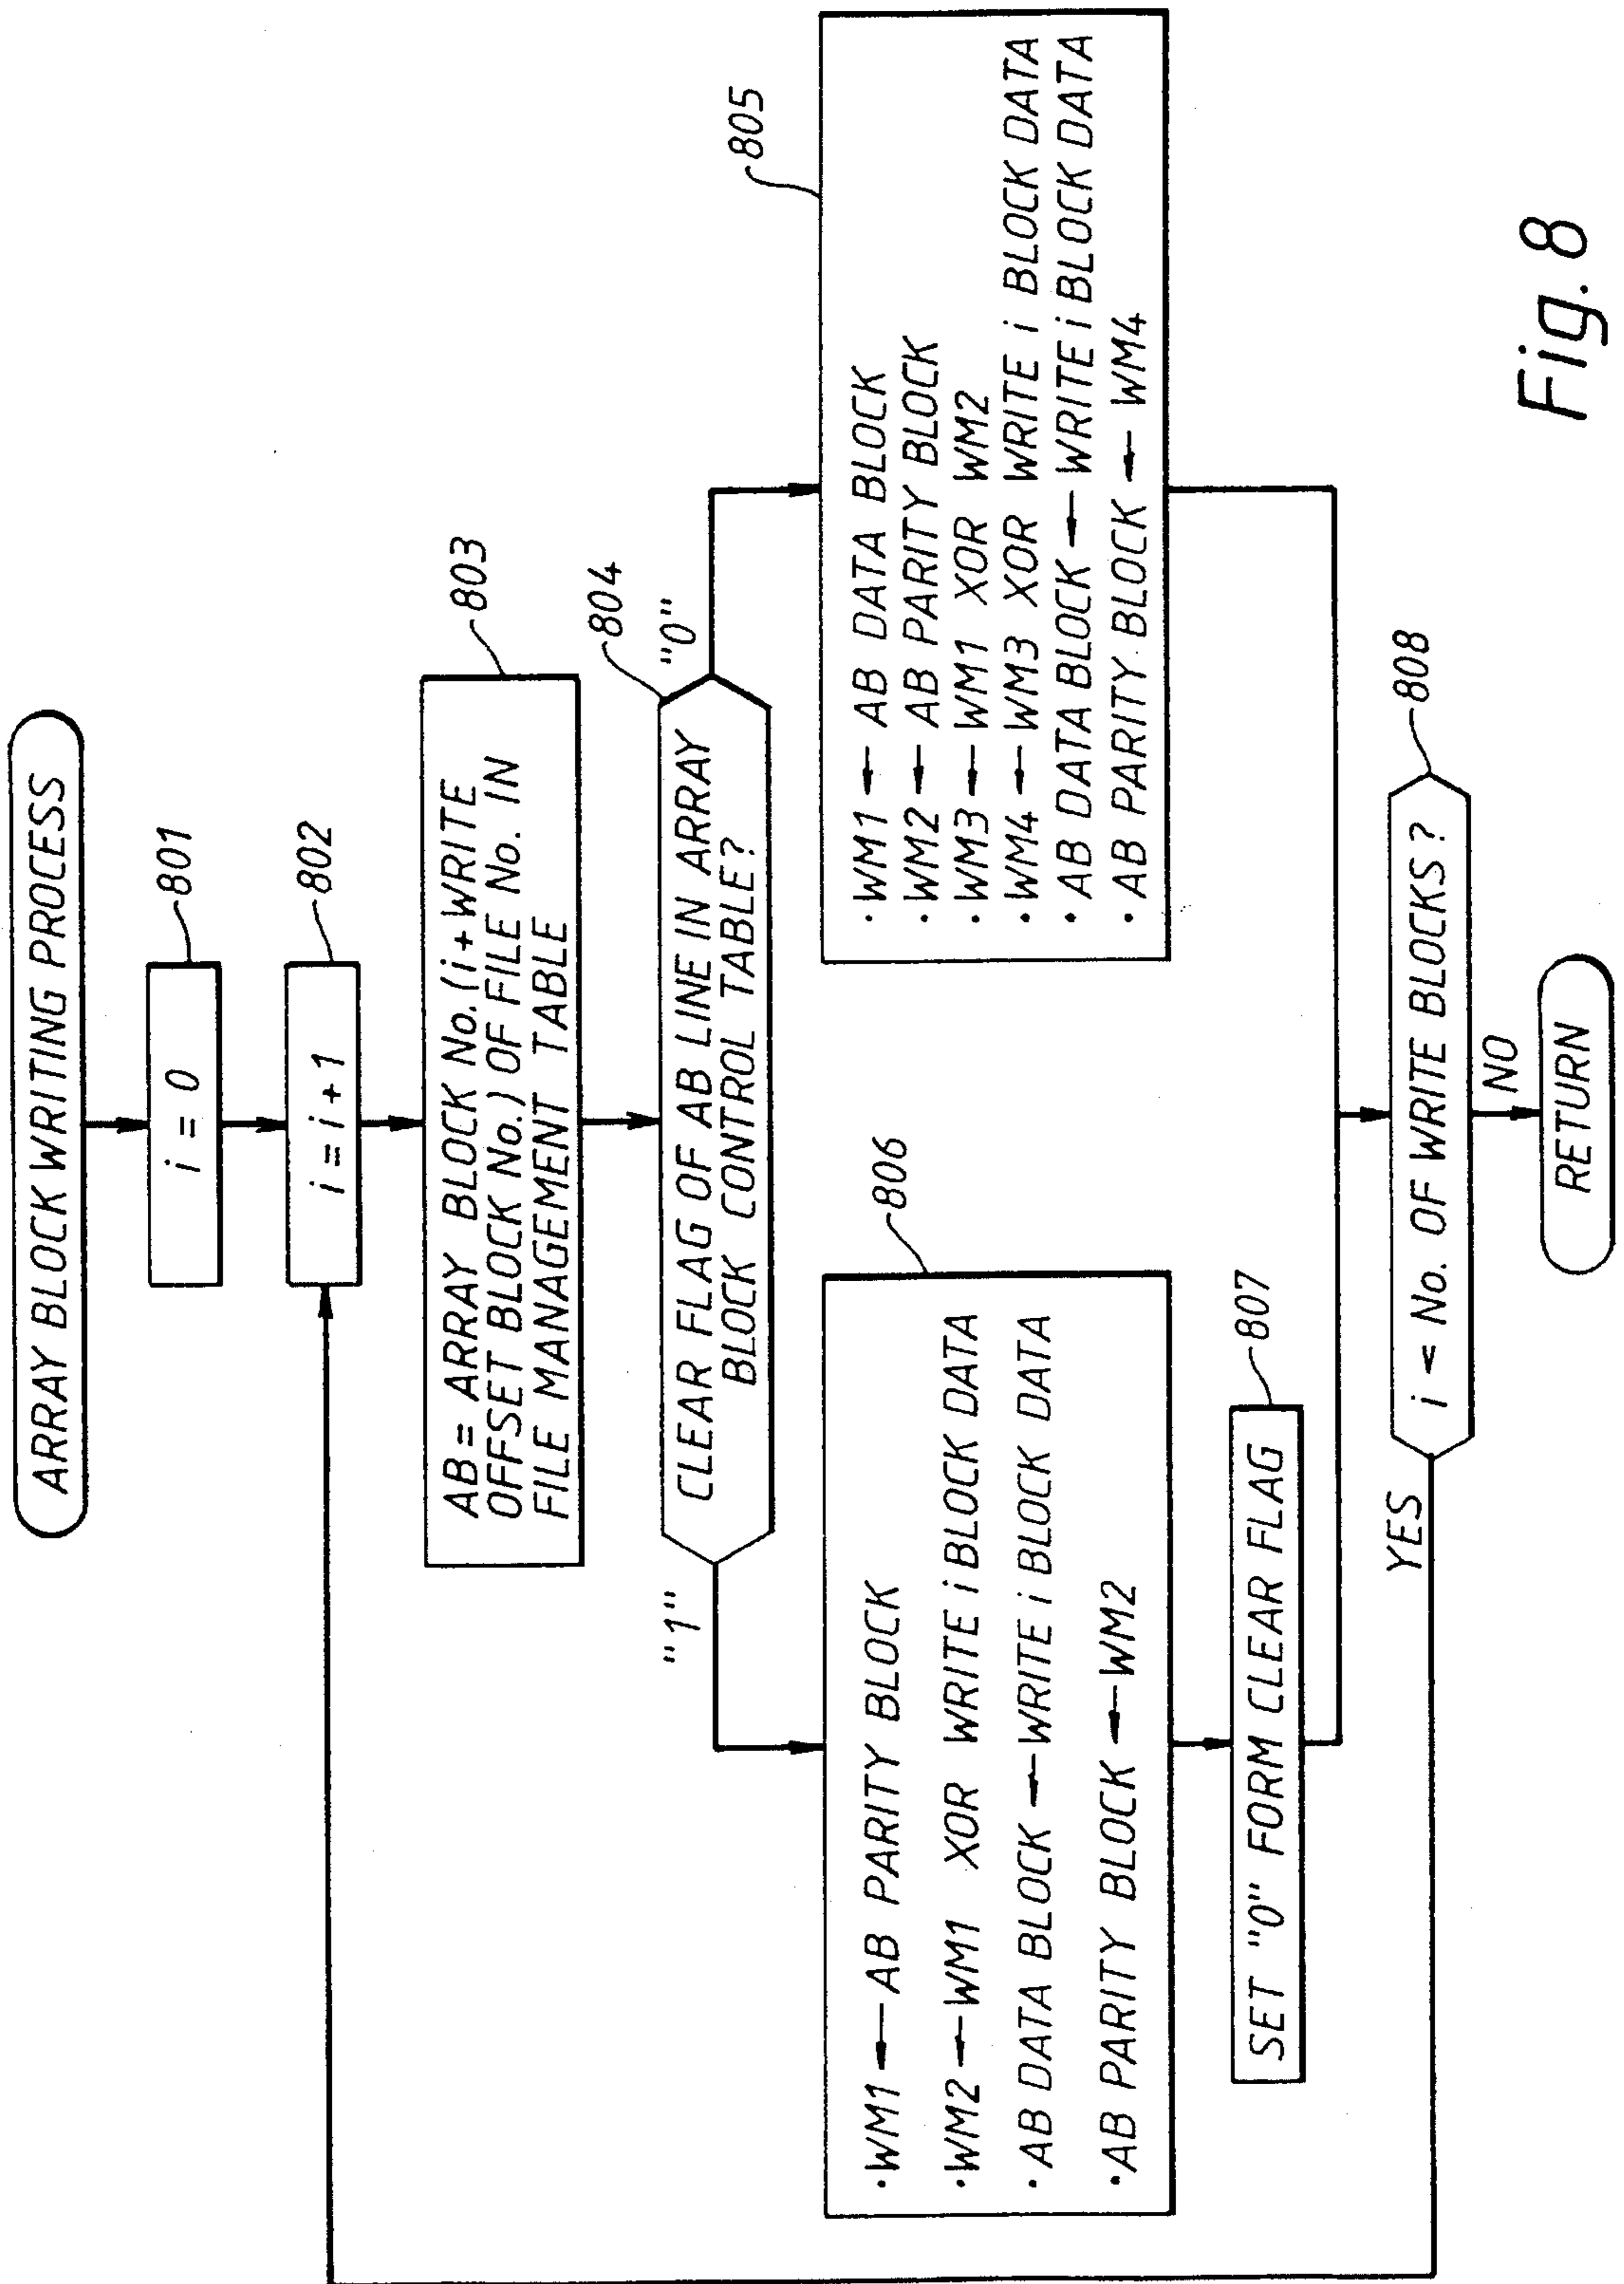 ARRAY BLOCK WRITING PROCESS
i = 0
801
i = i + 1
802
AB = ARRAY BLOCK No. (i + WRITE
OFFSET BLOCK No.) OF FILE No. IN
FILE MANAGEMENT TABLE
803
CLEAR FLAG OF AB LINE IN ARRAY
BLOCK CONTROL TABLE?
804
"1"
"0"
·WM1 ← AB PARITY BLOCK
·WM2 ← WM1 XOR WRITE i BLOCK DATA
·AB DATA BLOCK ← WRITE i BLOCK DATA
·AB PARITY BLOCK ← WM2
806
SET "0" FORM CLEAR FLAG
807
·WM1 ← AB DATA BLOCK
·WM2 ← AB PARITY BLOCK
·WM3 ← WM1 XOR WM2
·WM4 ← WM3 XOR WRITE i BLOCK DATA
·AB DATA BLOCK ← WRITE i BLOCK DATA
·AB PARITY BLOCK ← WM4
805
i < No. OF WRITE BLOCKS?
808
YES
NO
RETURN
Fig. 8